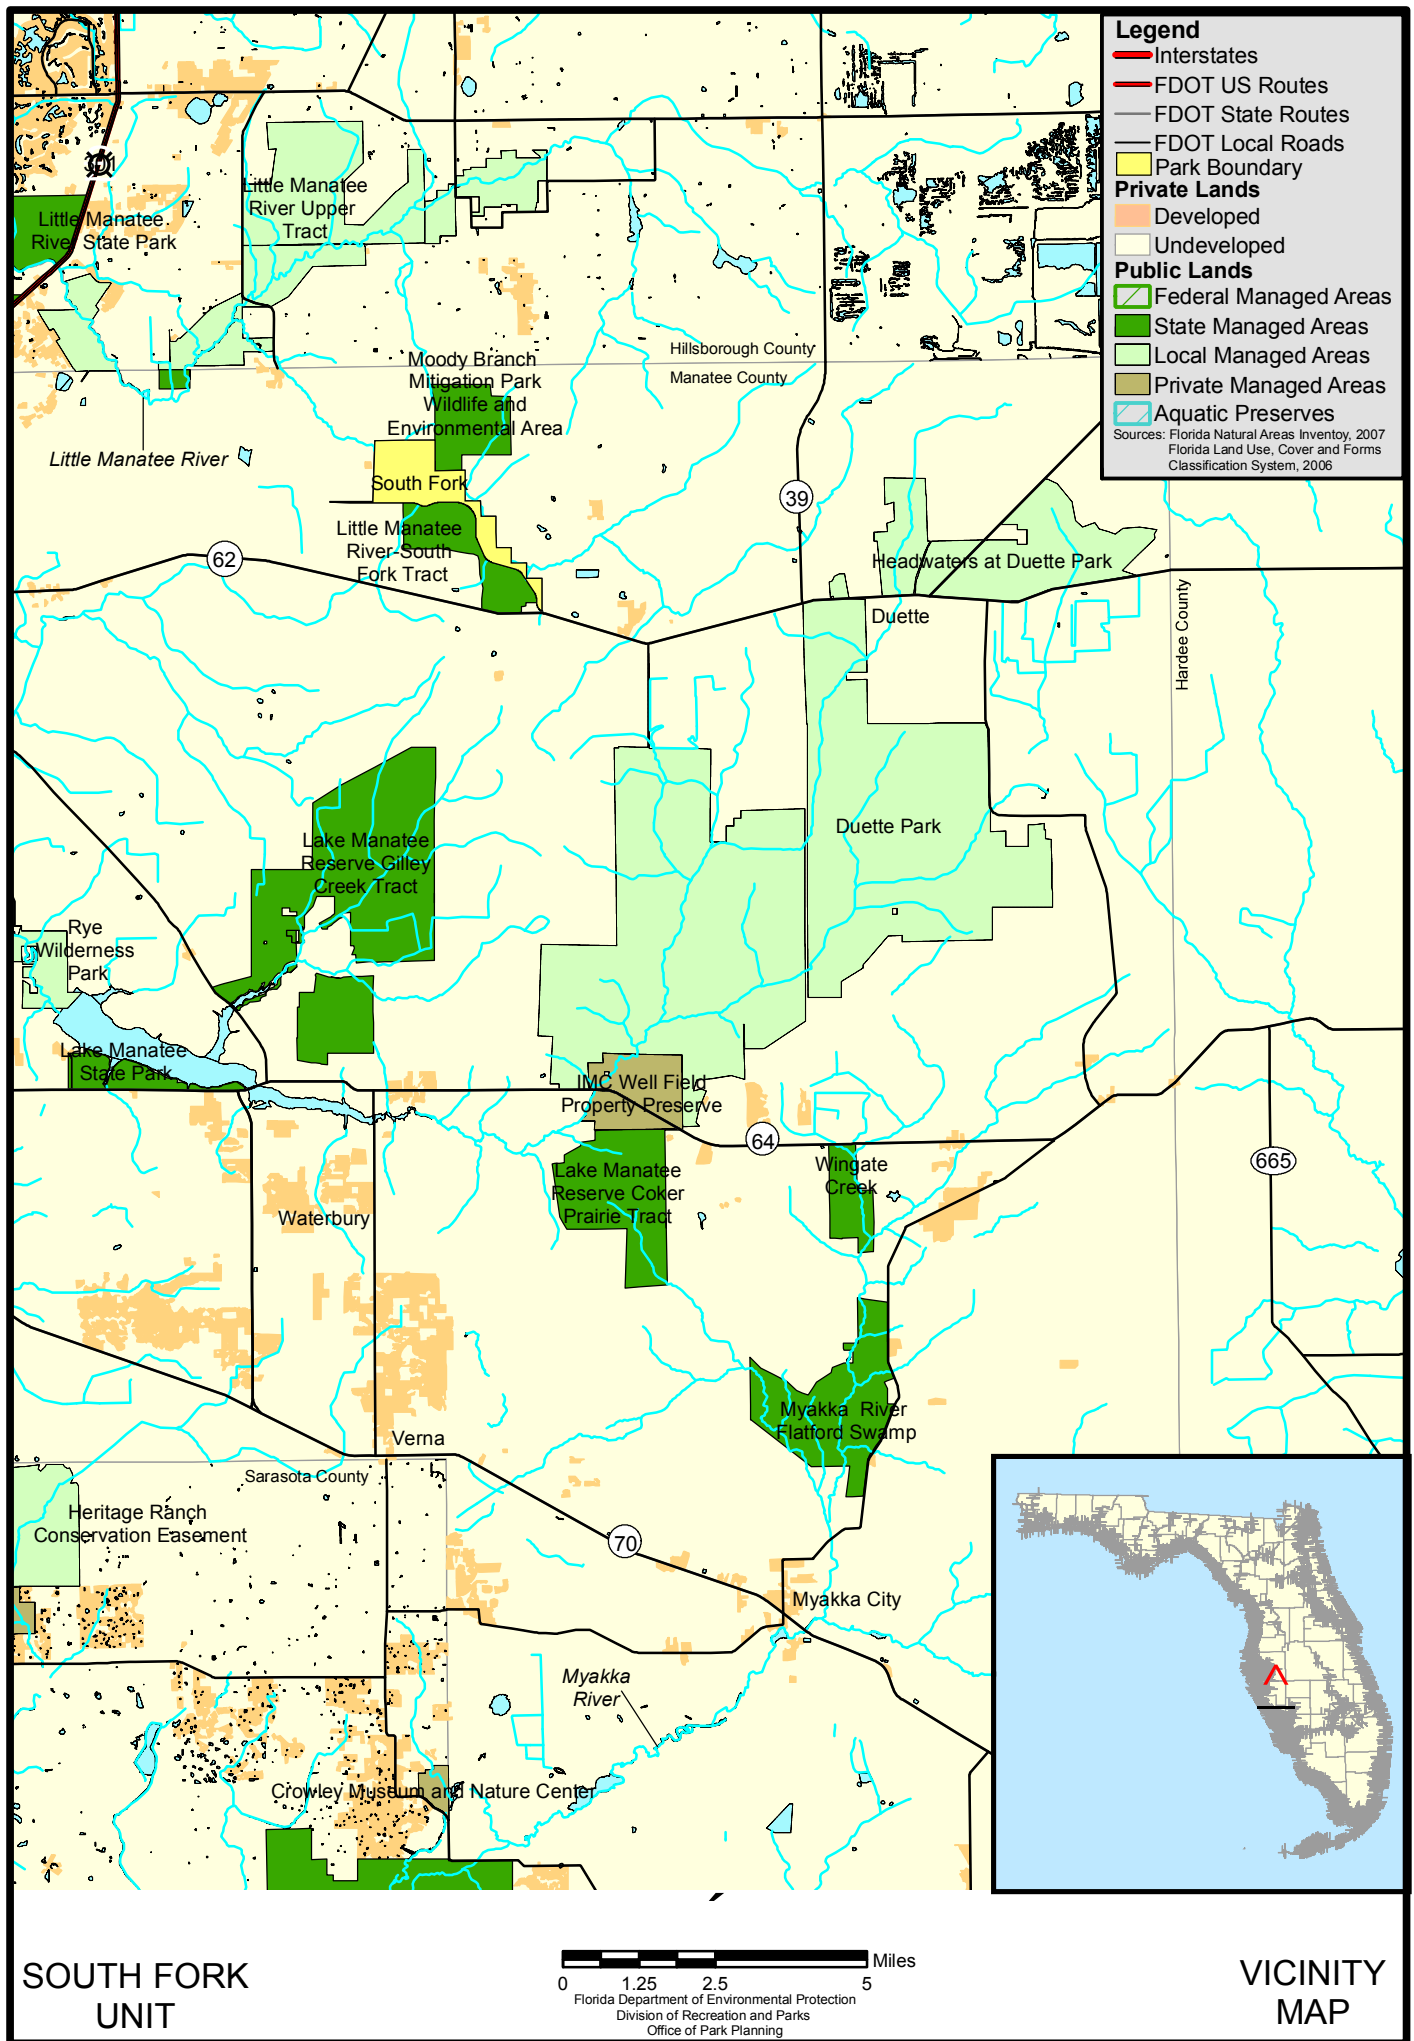 Legend
Interstates
FDOT US Routes
FDOT State Routes
FDOT Local Roads
Park Boundary
Private Lands
Developed
Undeveloped
Public Lands
Federal Managed Areas
State Managed Areas
Local Managed Areas
Private Managed Areas
Aquatic Preserves
Sources: Florida Natural Areas Inventoy, 2007
Florida Land Use, Cover and Forms
Classification System, 2006
Little Manatee
River Upper
Tract
Little Manatee
River State Park
Hillsborough County
Manatee County
Moody Branch
Mitigation Park
Wildlife and
Environmental Area
Little Manatee River
South Fork
39
Little Manatee
River-South
Fork Tract
62
Headwaters at Duette Park
Duette
Hardee County
Duette Park
Lake Manatee
Reserve Gilley
Creek Tract
Rye
Wilderness
Park
Lake Manatee
State Park
IMC Well Field
Property Preserve
64
665
Wingate
Creek
Lake Manatee
Reserve Coker
Prairie Tract
Waterbury
Myakka River
Flatford Swamp
Verna
Sarasota County
Heritage Ranch
Conservation Easement
70
Myakka City
Myakka
River
Crowley Museum and Nature Center
SOUTH FORK
UNIT
Miles
0 1.25 2.5 5
Florida Department of Environmental Protection
Division of Recreation and Parks
Office of Park Planning
VICINITY
MAP